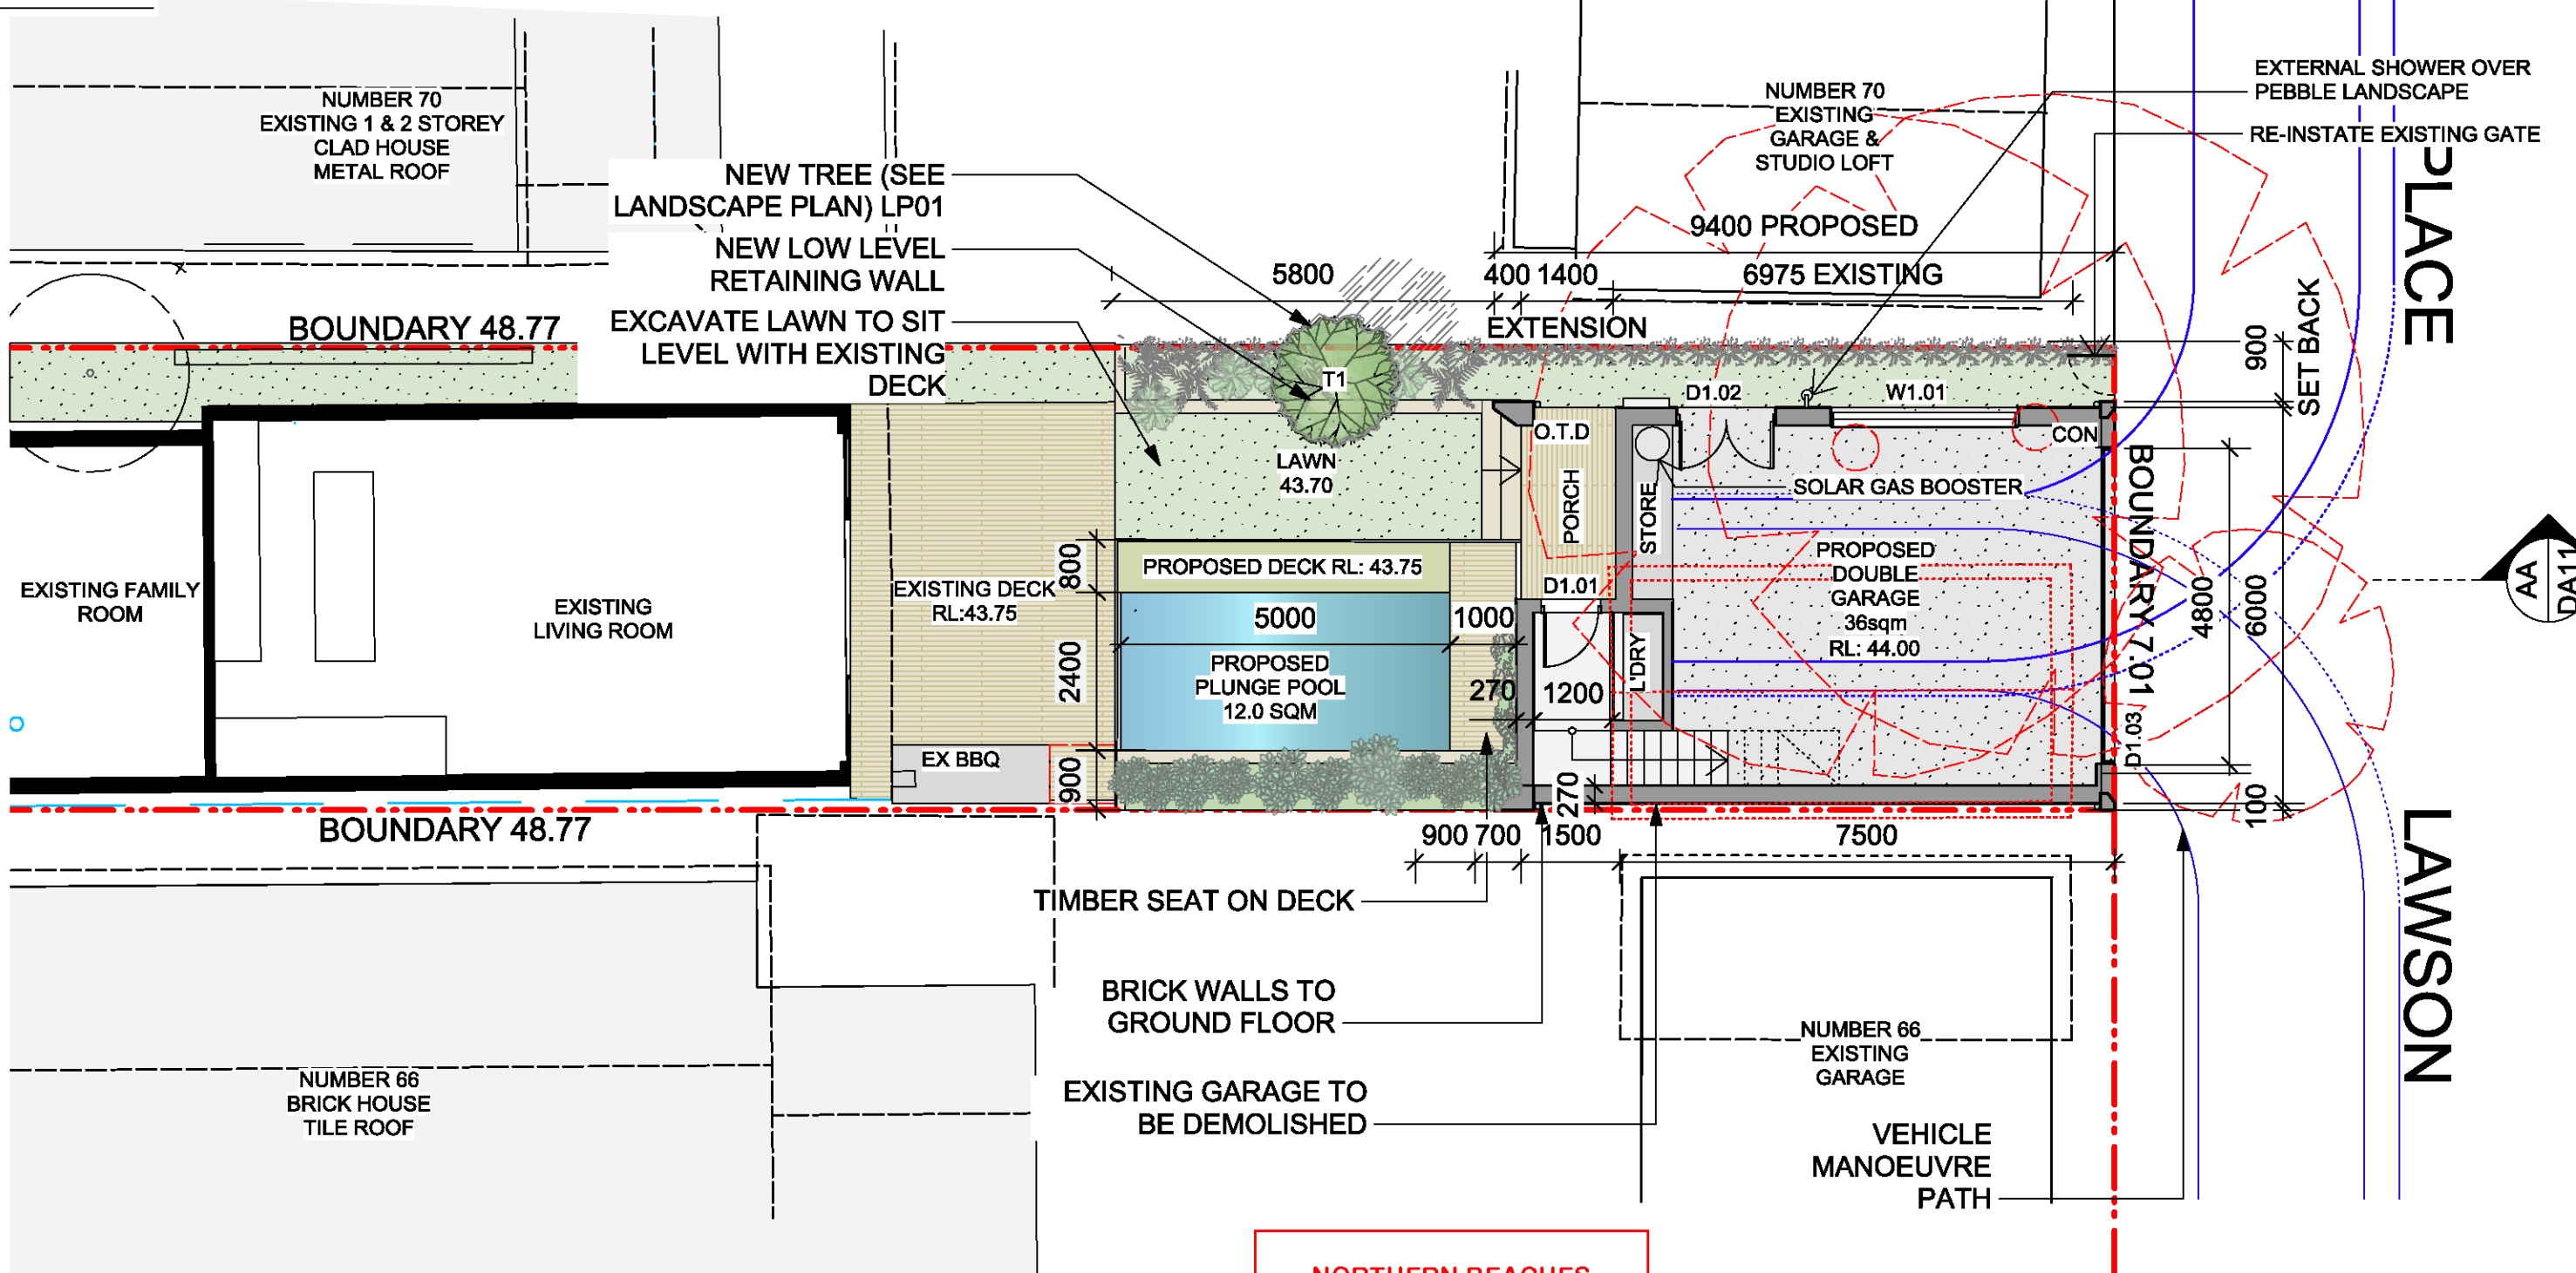 NUMBER 70
EXISTING 1 & 2 STOREY
CLAD HOUSE
METAL ROOF
NEW TREE (SEE
LANDSCAPE PLAN) LP01
NEW LOW LEVEL
RETAINING WALL
EXCAVATE LAWN TO SIT
LEVEL WITH EXISTING
DECK
BOUNDARY 48.77
NUMBER 70
EXISTING
GARAGE &
STUDIO LOFT
EXTERNAL SHOWER OVER
PEBBLE LANDSCAPE
RE-INSTATE EXISTING GATE
PLACE
9400 PROPOSED
5800
400
1400
6975 EXISTING
EXTENSION
900
SET BACK
T1
D1.02
W1.01
O.T.D
CON
LAWN
43.70
PORCH
STORE
SOLAR GAS BOOSTER
BOUNDARY 7.01
EXISTING FAMILY
ROOM
EXISTING
LIVING ROOM
EXISTING DECK
RL:43.75
800
PROPOSED DECK RL: 43.75
D1.01
PROPOSED
DOUBLE
GARAGE
36sqm
RL: 44.00
4800
6000
AA
DA11
5000
1000
2400
PROPOSED
PLUNGE POOL
12.0 SQM
270
1200
L'DRY
D1.03
EX BBQ
900
270
100
BOUNDARY 48.77
900
700
1500
7500
LAWSON
TIMBER SEAT ON DECK
BRICK WALLS TO
GROUND FLOOR
EXISTING GARAGE TO
BE DEMOLISHED
NUMBER 66
EXISTING
GARAGE
NUMBER 66
BRICK HOUSE
TILE ROOF
VEHICLE
MANOEUVRE
PATH
NORTHERN BEACHES